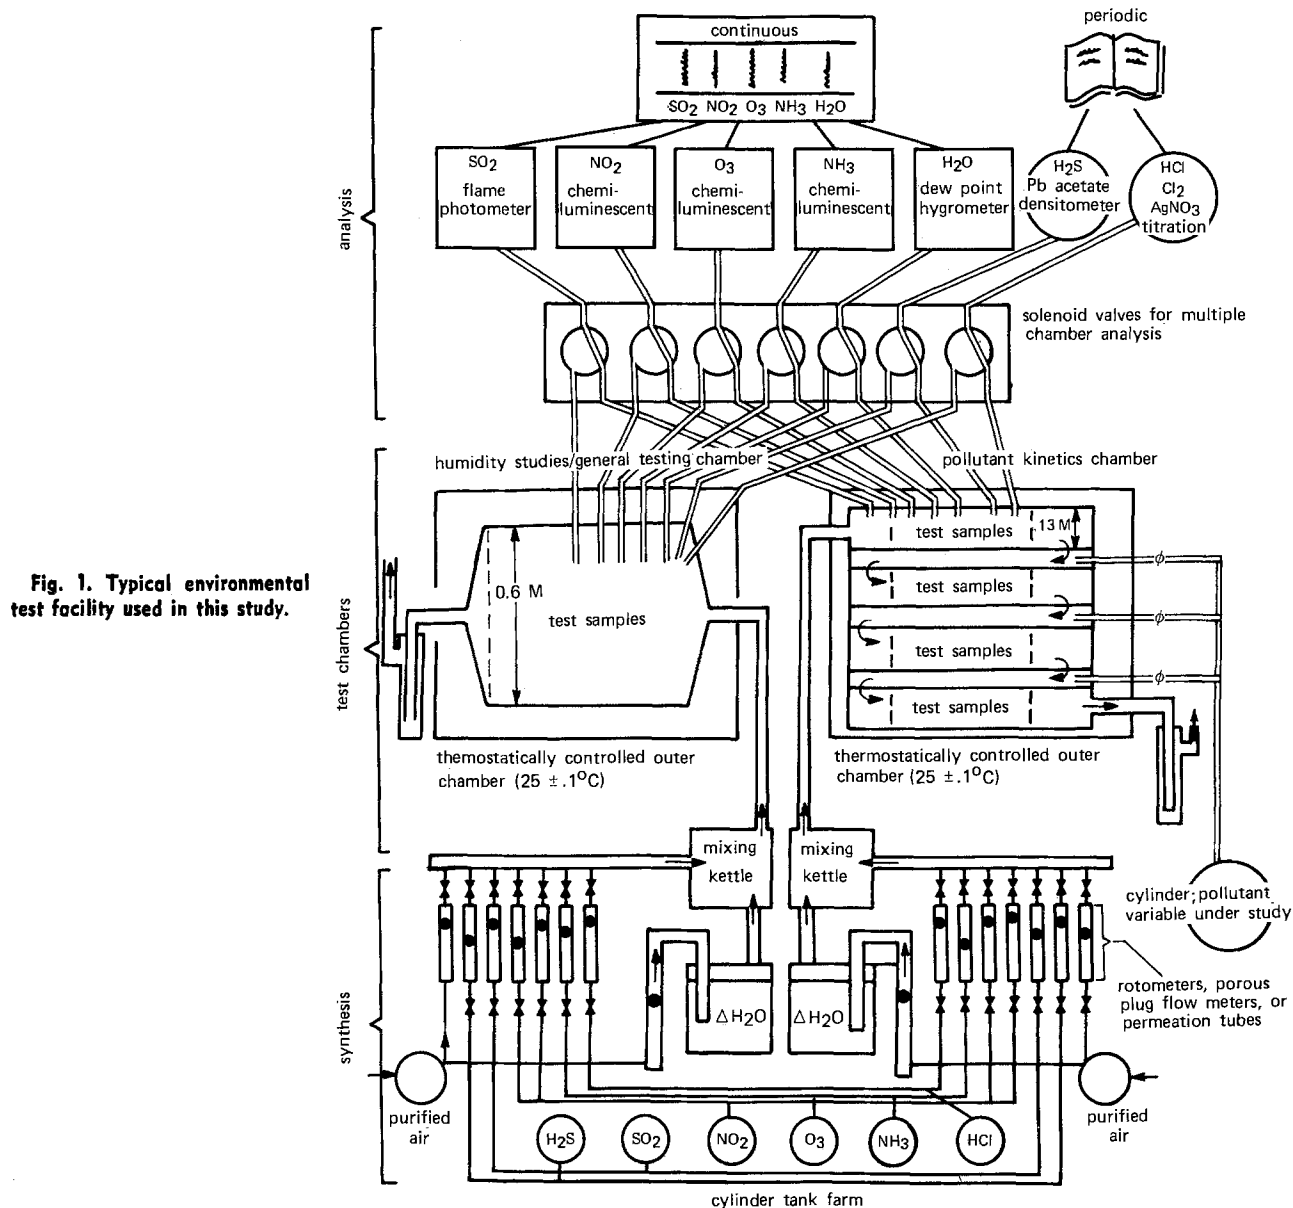 continuous
SO2 NO2 O3 NH3 H2O
periodic
SO2
flame
photometer
NO2
chemi-
luminescent
O3
chemi-
luminescent
NH3
chemi-
luminescent
H2O
dew point
hygrometer
H2S
Pb acetate
densitometer
HCl
Cl2
AgNO3
titration
analysis
solenoid valves for multiple
chamber analysis
humidity studies/general testing chamber
pollutant kinetics chamber
Fig. 1. Typical environmental
test facility used in this study.
test chambers
0.6 M
test samples
test samples
.13 M
test samples
test samples
test samples
thermostatically controlled outer
chamber (25 ±.1°C)
thermostatically controlled outer
chamber (25 ±.1°C)
mixing
kettle
mixing
kettle
cylinder; pollutant
variable under study
rotometers, porous
plug flow meters, or
permeation tubes
synthesis
ΔH2O
ΔH2O
purified
air
purified
air
H2S
SO2
NO2
O3
NH3
HCl
cylinder tank farm